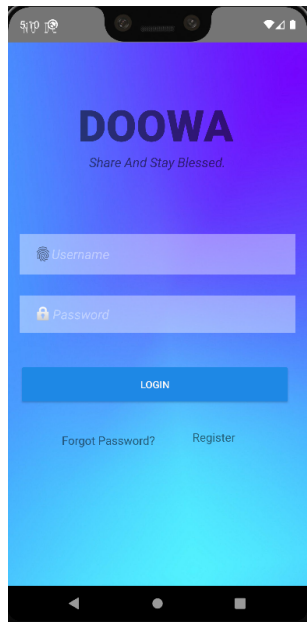 DOOWA
Share And Stay Blessed.
Username
Password
LOGIN
Forgot Password? Register